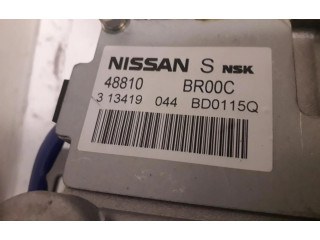 NISSAN S NSK
48810 BR00C
3 13419 044 BD0115Q